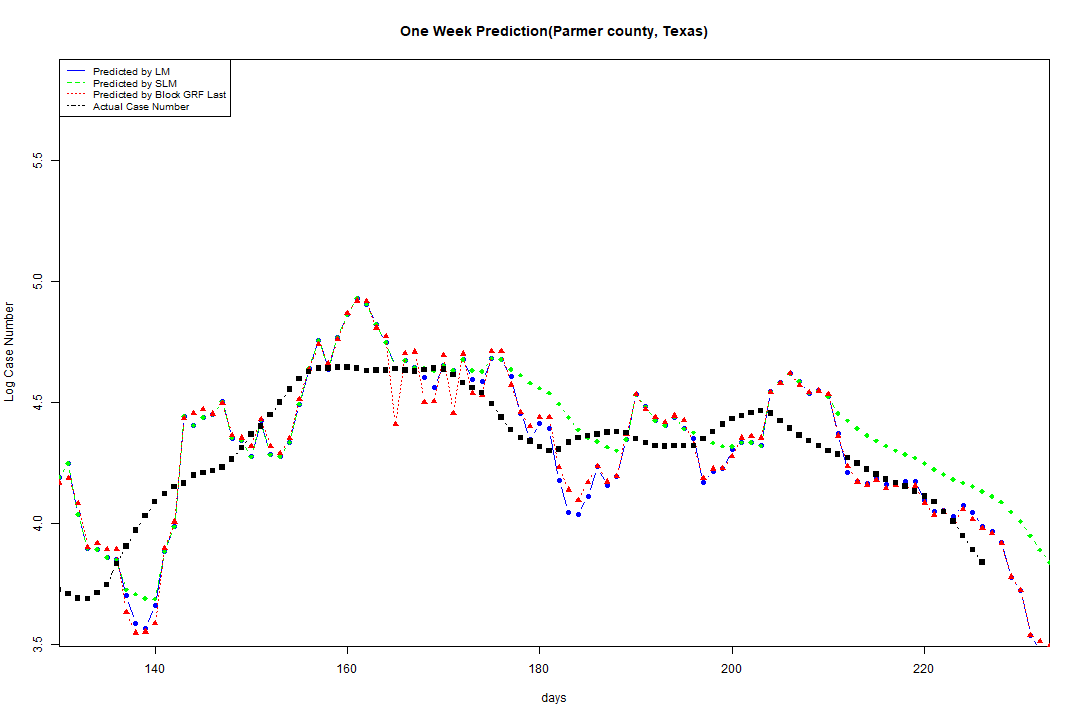 One Week Prediction(Parmer county, Texas)
Predicted by LM
Predicted by SLM
Predicted by Block GRF Last
Actual Case Number
5.5
5.0
4.5
4.0
3.5
Log Case Number
140 160 180 200 220
days